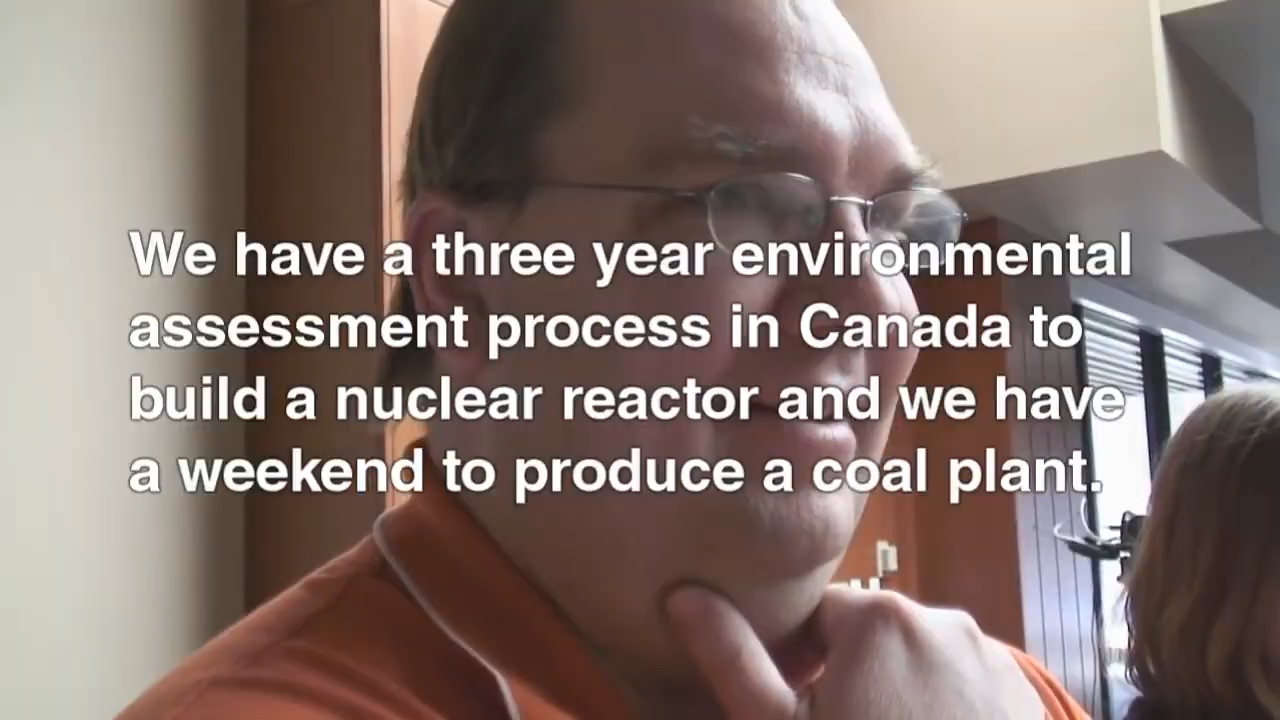 We have a three year environmental
assessment process in Canada to
build a nuclear reactor and we have
a weekend to produce a coal plant.